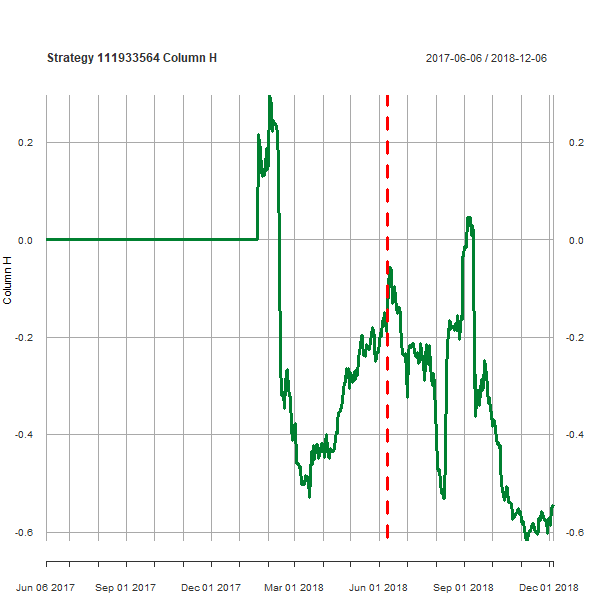 Strategy 111933564 Column H
2017-06-06 / 2018-12-06
0.2
0.2
0.0
0.0
-0.2
-0.2
-0.4
-0.4
-0.6
-0.6
Column H
Jun 06 2017
Sep 01 2017
Dec 01 2017
Mar 01 2018
Jun 01 2018
Sep 01 2018
Dec 01 2018